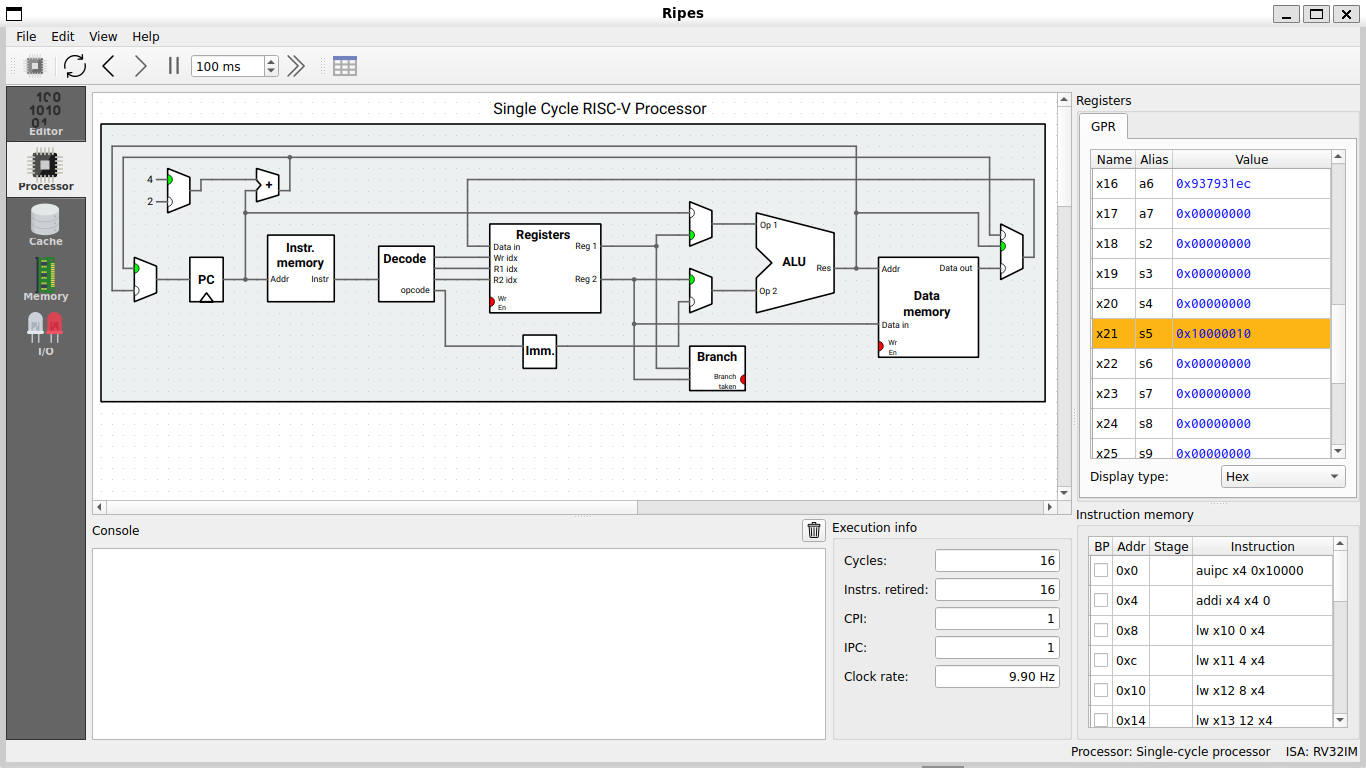 Ripes
File Edit View Help
100 ms
1 0 0
1010
01
Editor
Processor
Cache
Memory
I/O
Single Cycle RISC-V Processor
4
2
+
PC
Instr.
memory
Addr Instr
Decode
opcode
Registers
Data in Reg 1
Wr idx
R1 idx
R2 idx Reg 2
Wr
En
Imm.
Op 1
ALU
Res
Op 2
Branch
Branch
taken
Addr Data out
Data
memory
Data in
Wr
En
Registers
GPR
Name Alias Value
x16 a6 0x937931ec
x17 a7 0x00000000
x18 s2 0x00000000
x19 s3 0x00000000
x20 s4 0x00000000
x21 s5 0x10000010
x22 s6 0x00000000
x23 s7 0x00000000
x24 s8 0x00000000
x25 s9 0x00000000
Display type: Hex
Console
Execution info
Cycles: 16
Instrs. retired: 16
CPI: 1
IPC: 1
Clock rate: 9.90 Hz
Instruction memory
BP Addr Stage Instruction
0x0 auipc x4 0x10000
0x4 addi x4 x4 0
0x8 lw x10 0 x4
0xc lw x11 4 x4
0x10 lw x12 8 x4
0x14 lw x13 12 x4
Processor: Single-cycle processor ISA: RV32IM